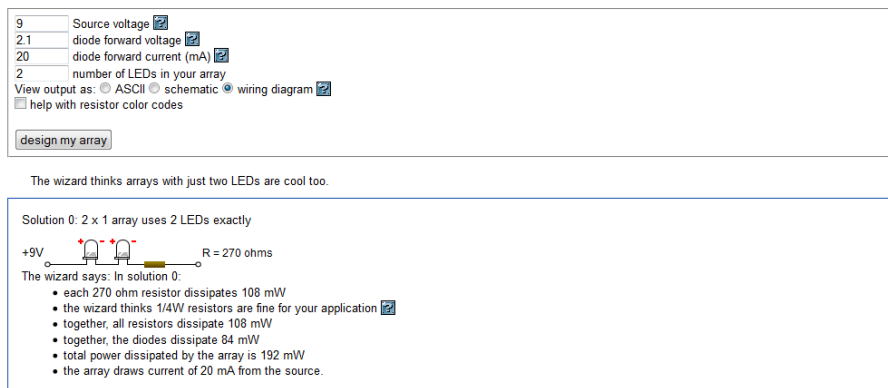 9 Source voltage ?
2.1 diode forward voltage ?
20 diode forward current (mA) ?
2 number of LEDs in your array
View output as: ASCII schematic wiring diagram ?
help with resistor color codes
design my array
The wizard thinks arrays with just two LEDs are cool too.
Solution 0: 2 x 1 array uses 2 LEDs exactly
+ - + -
+9V R = 270 ohms
The wizard says: In solution 0:
• each 270 ohm resistor dissipates 108 mW
• the wizard thinks 1/4W resistors are fine for your application ?
• together, all resistors dissipate 108 mW
• together, the diodes dissipate 84 mW
• total power dissipated by the array is 192 mW
• the array draws current of 20 mA from the source.